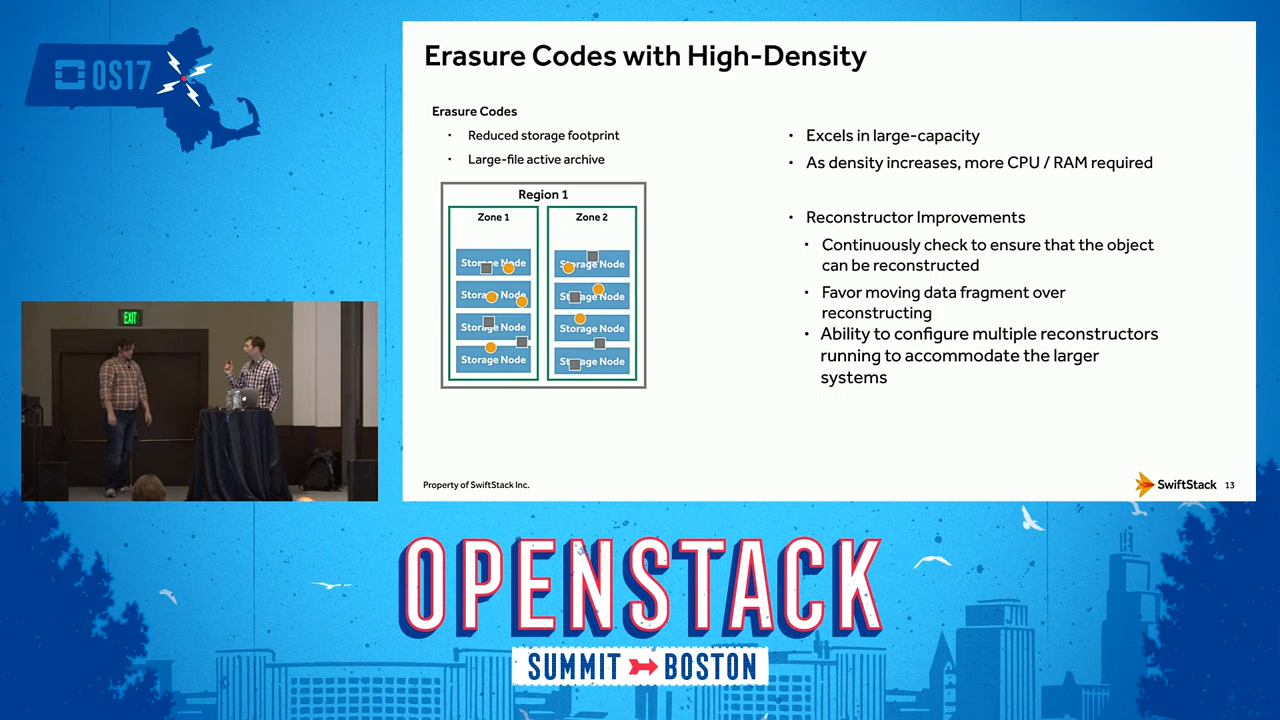 OS17
Erasure Codes with High-Density
Erasure Codes
• Reduced storage footprint
• Large-file active archive
Region 1
Zone 1
Storage Node
Storage Node
Storage Node
Storage Node
Zone 2
Storage Node
Storage Node
Storage Node
Storage Node
• Excels in large-capacity
• As density increases, more CPU / RAM required
• Reconstructor Improvements
• Continuously check to ensure that the object
can be reconstructed
• Favor moving data fragment over
reconstructing
• Ability to configure multiple reconstructors
running to accommodate the larger
systems
Property of SwiftStack Inc.
SwiftStack 13
EXIT
OPENSTACK
SUMMIT BOSTON